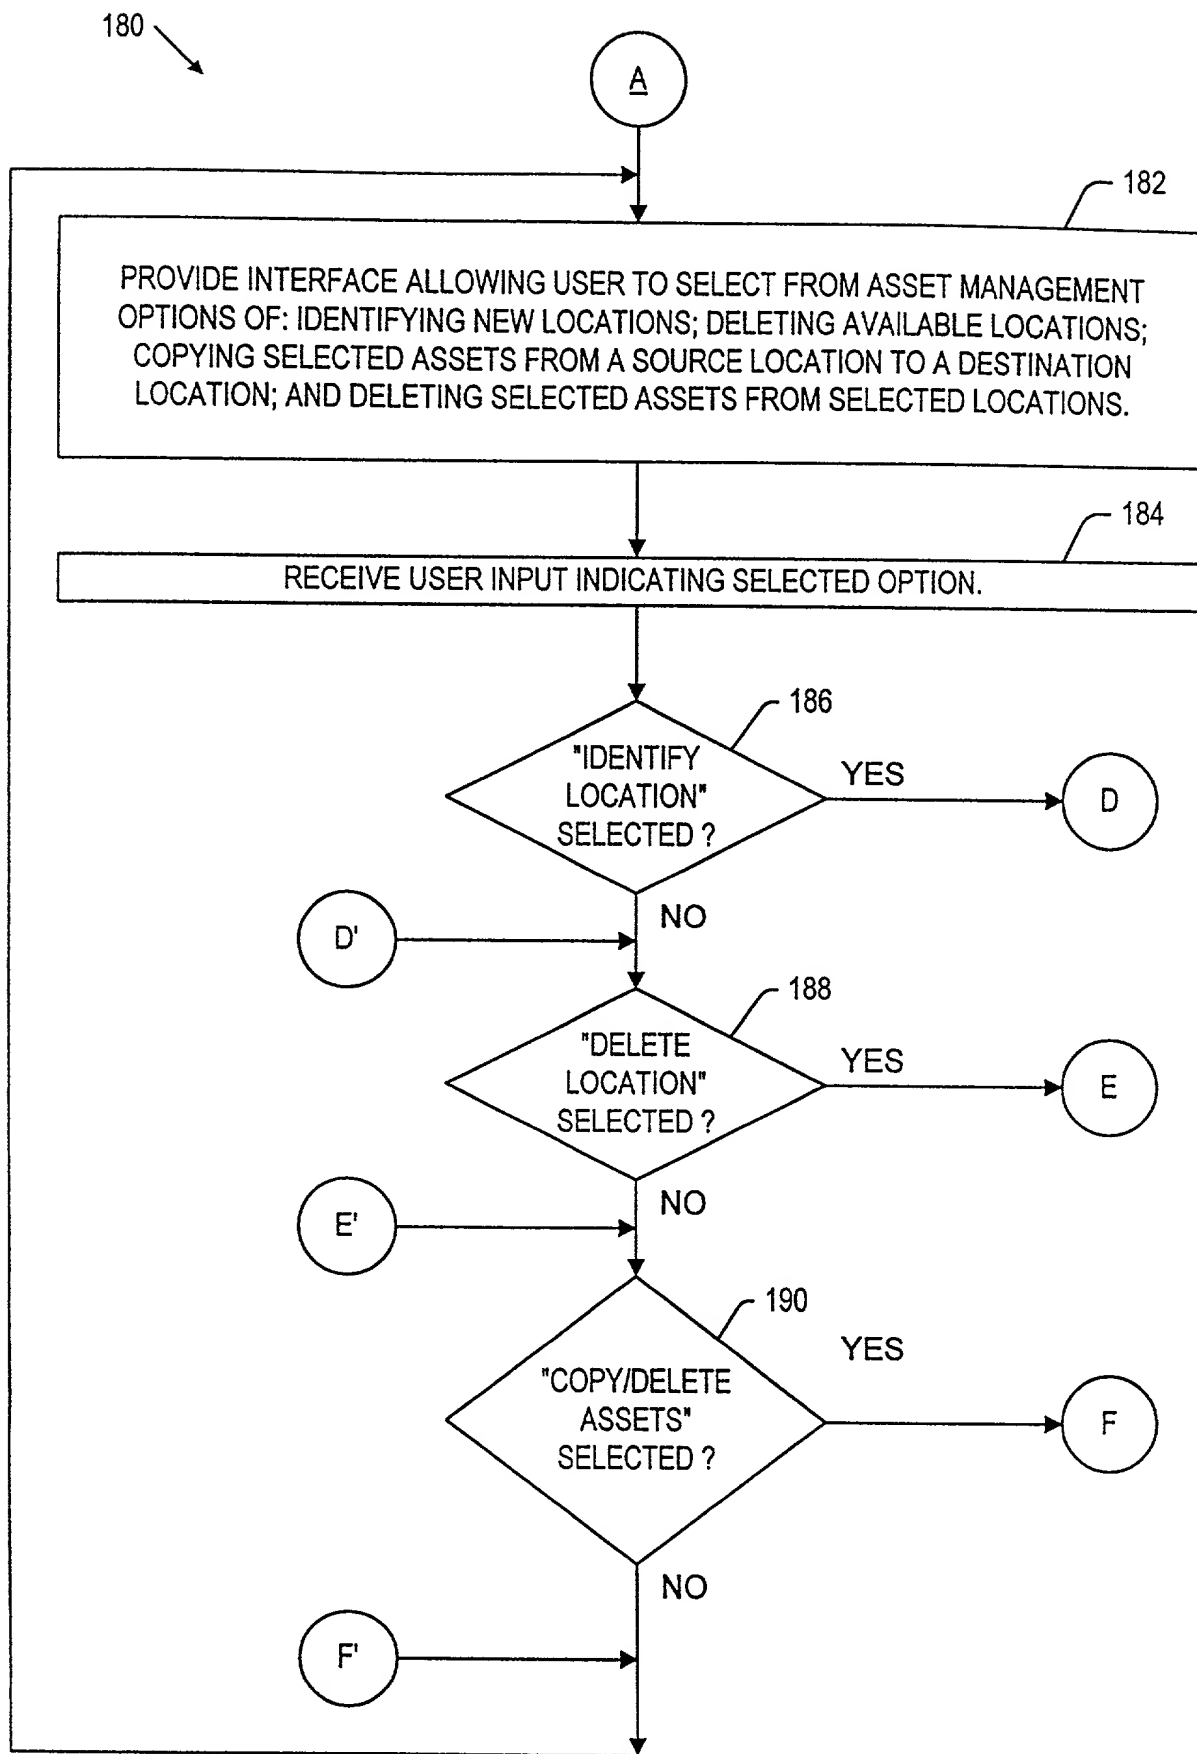 180
A
182
PROVIDE INTERFACE ALLOWING USER TO SELECT FROM ASSET MANAGEMENT
OPTIONS OF: IDENTIFYING NEW LOCATIONS; DELETING AVAILABLE LOCATIONS;
COPYING SELECTED ASSETS FROM A SOURCE LOCATION TO A DESTINATION
LOCATION; AND DELETING SELECTED ASSETS FROM SELECTED LOCATIONS.
184
RECEIVE USER INPUT INDICATING SELECTED OPTION.
186
"IDENTIFY
LOCATION"
SELECTED ?
YES
D
NO
D'
188
"DELETE
LOCATION"
SELECTED ?
YES
E
NO
E'
190
"COPY/DELETE
ASSETS"
SELECTED ?
YES
F
NO
F'